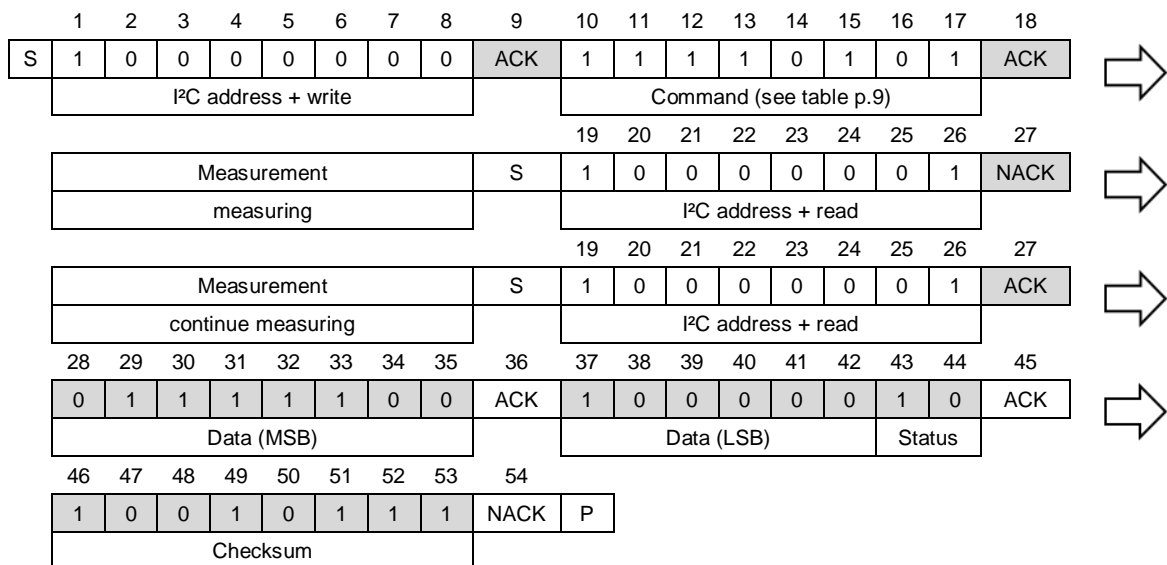 1 2 3 4 5 6 7 8 9 10 11 12 13 14 15 16 17 18
S 1 0 0 0 0 0 0 0 ACK 1 1 1 1 0 1 0 1 ACK
I²C address + write Command (see table p.9)
19 20 21 22 23 24 25 26 27
Measurement S 1 0 0 0 0 0 0 1 NACK
measuring I²C address + read
19 20 21 22 23 24 25 26 27
Measurement S 1 0 0 0 0 0 0 1 ACK
continue measuring I²C address + read
28 29 30 31 32 33 34 35 36 37 38 39 40 41 42 43 44 45
0 1 1 1 1 1 0 0 ACK 1 0 0 0 0 0 1 0 ACK
Data (MSB) Data (LSB) Status
46 47 48 49 50 51 52 53 54
1 0 0 1 0 1 1 1 NACK P
Checksum